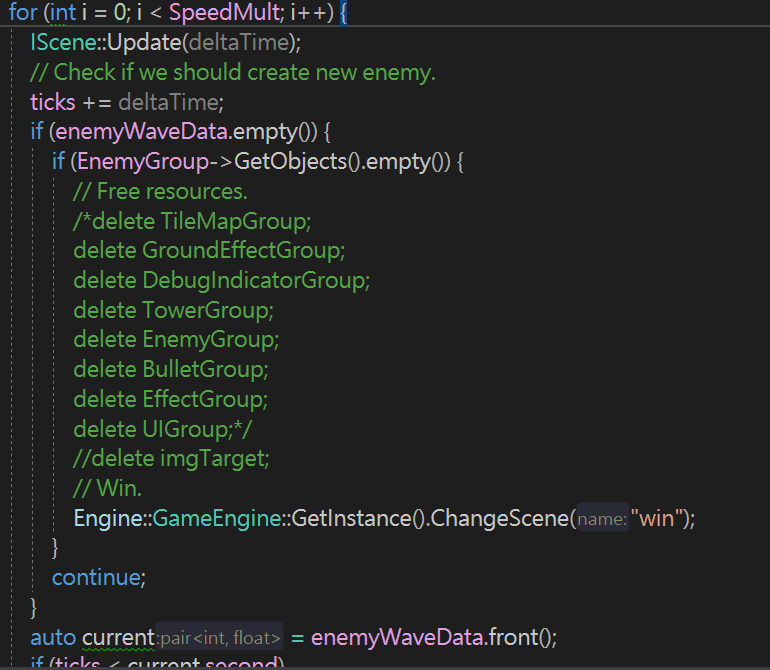 for (int i = 0; i < SpeedMult; i++) {
IScene::Update(deltaTime);
// Check if we should create new enemy.
ticks += deltaTime;
if (enemyWaveData.empty()) {
if (EnemyGroup->GetObjects().empty()) {
// Free resources.
/*delete TileMapGroup;
delete GroundEffectGroup;
delete DebugIndicatorGroup;
delete TowerGroup;
delete EnemyGroup;
delete BulletGroup;
delete EffectGroup;
delete UIGroup;*/
//delete imgTarget;
// Win.
Engine::GameEngine::GetInstance().ChangeScene(name:"win");
}
continue;
}
auto current:pair<int, float> = enemyWaveData.front();
if (ticks < current.second)